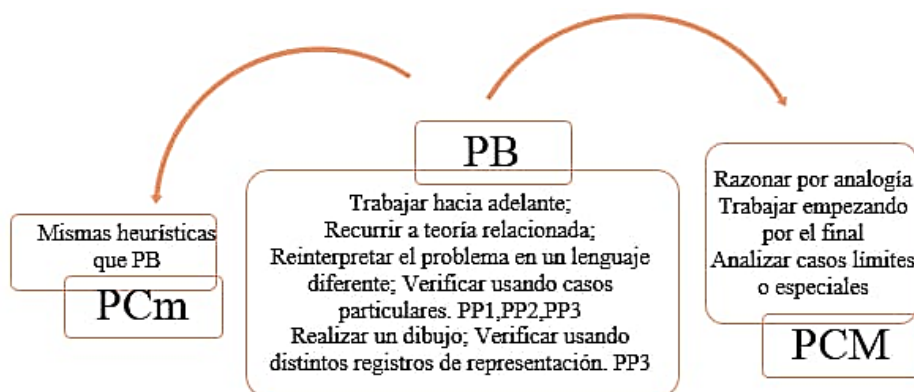 Mismas heurísticas
que PB
PCm
PB
Trabajar hacia adelante;
Recurrir a teoría relacionada;
Reinterpretar el problema en un lenguaje
diferente; Verificar usando casos
particulares. PP1,PP2,PP3
Realizar un dibujo; Verificar usando
distintos registros de representación. PP3
Razonar por analogía
Trabajar empezando
por el final
Analizar casos límites
o especiales
PCM